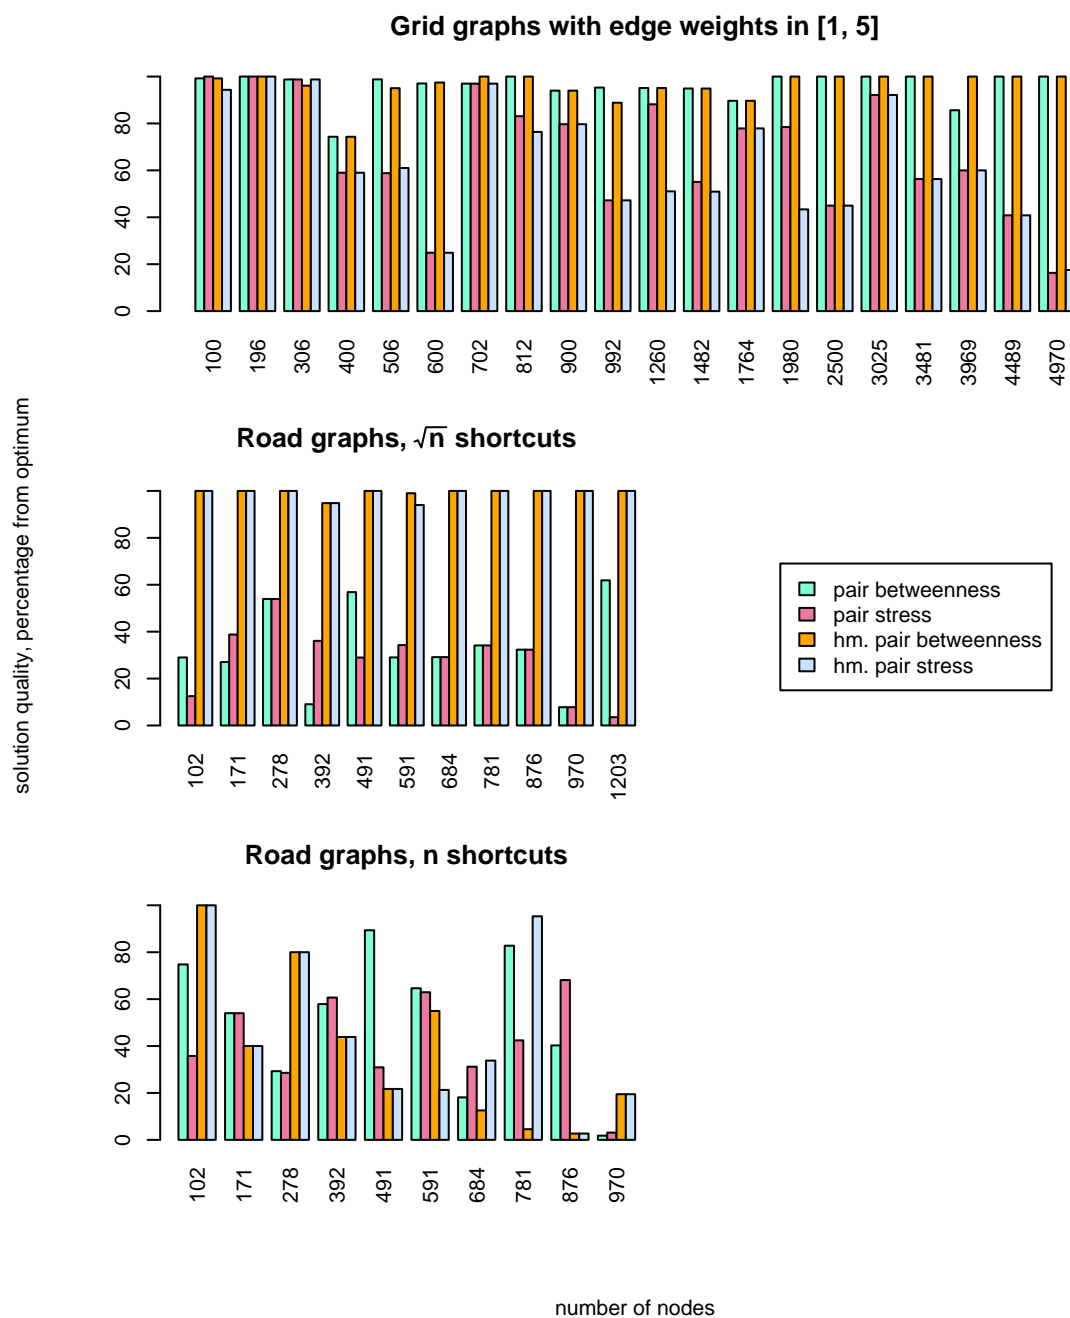 Grid graphs with edge weights in [1, 5]
0 20 40 60 80
100 196 306 400 506 600 702 812 900 992 1260 1482 1764 1980 2500 3025 3481 3969 4489 4970
solution quality, percentage from optimum
Road graphs, √n shortcuts
0 20 40 60 80
102 171 278 392 491 591 684 781 876 970 1203
pair betweenness
pair stress
hm. pair betweenness
hm. pair stress
Road graphs, n shortcuts
0 20 40 60 80
102 171 278 392 491 591 684 781 876 970
number of nodes